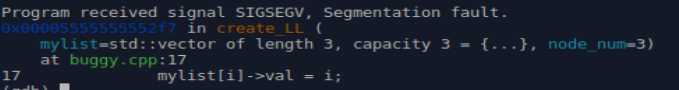 Program received signal SIGSEGV, Segmentation fault.
0x00005555555552f7 in create_LL (
    mylist=std::vector of length 3, capacity 3 = {...}, node_num=3)
    at buggy.cpp:17
17          mylist[i]->val = i;
(gdb)